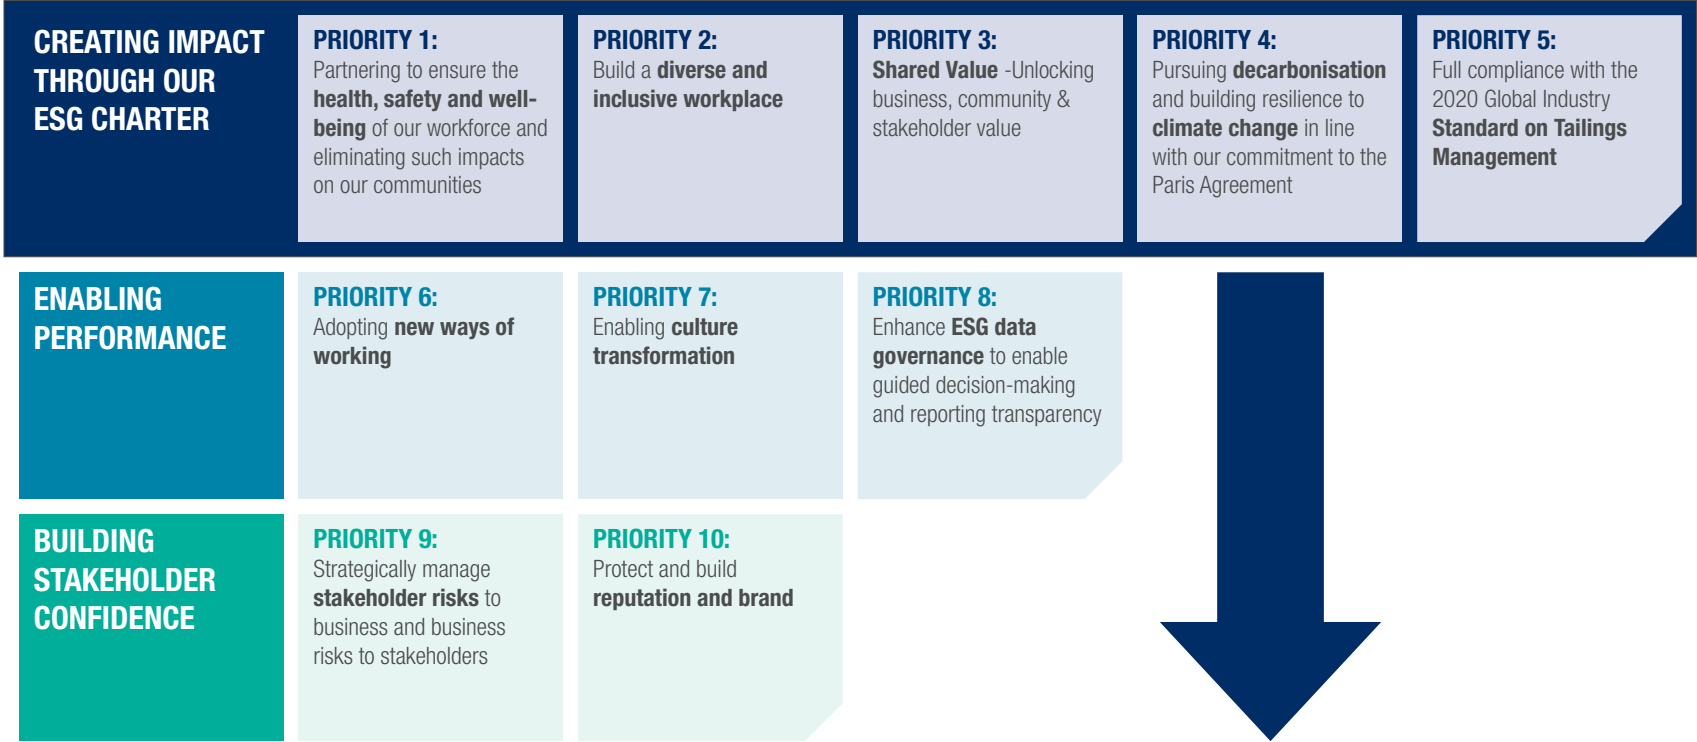 CREATING IMPACT
THROUGH OUR
ESG CHARTER
PRIORITY 1:
Partnering to ensure the
health, safety and well-
being of our workforce and
eliminating such impacts
on our communities
PRIORITY 2:
Build a diverse and
inclusive workplace
PRIORITY 3:
Shared Value -Unlocking
business, community &
stakeholder value
PRIORITY 4:
Pursuing decarbonisation
and building resilience to
climate change in line
with our commitment to the
Paris Agreement
PRIORITY 5:
Full compliance with the
2020 Global Industry
Standard on Tailings
Management
ENABLING
PERFORMANCE
PRIORITY 6:
Adopting new ways of
working
PRIORITY 7:
Enabling culture
transformation
PRIORITY 8:
Enhance ESG data
governance to enable
guided decision-making
and reporting transparency
BUILDING
STAKEHOLDER
CONFIDENCE
PRIORITY 9:
Strategically manage
stakeholder risks to
business and business
risks to stakeholders
PRIORITY 10:
Protect and build
reputation and brand